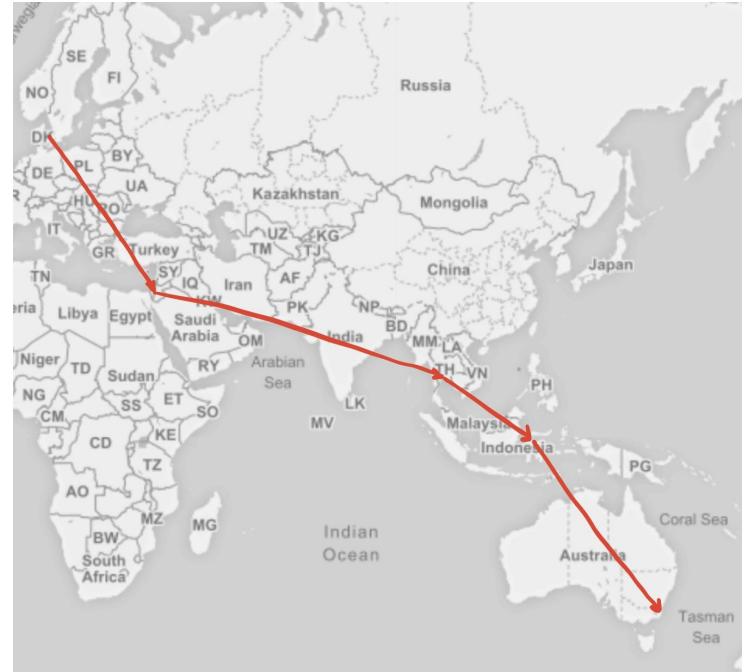 SE
FI
NO
Russia
DK
BY
DE
PL
UA
Kazakhstan
Mongolia
HU
RO
IT
UZ
KG
GR
Turkey
TM
TJ
China
Japan
TN
SY
IQ
Iran
AF
KW
PK
NP
eria
Libya
Egypt
Saudi
Arabia
India
BD
OM
MM
LA
Niger
TD
Sudan
RY
Arabian
Sea
TH
VN
PH
NG
SS
ET
SO
LK
CM
MV
Malaysia
CD
KE
Indonesia
TZ
PG
AO
MZ
MG
Coral Sea
BW
Indian
Ocean
South
Africa
Australia
Tasman
Sea